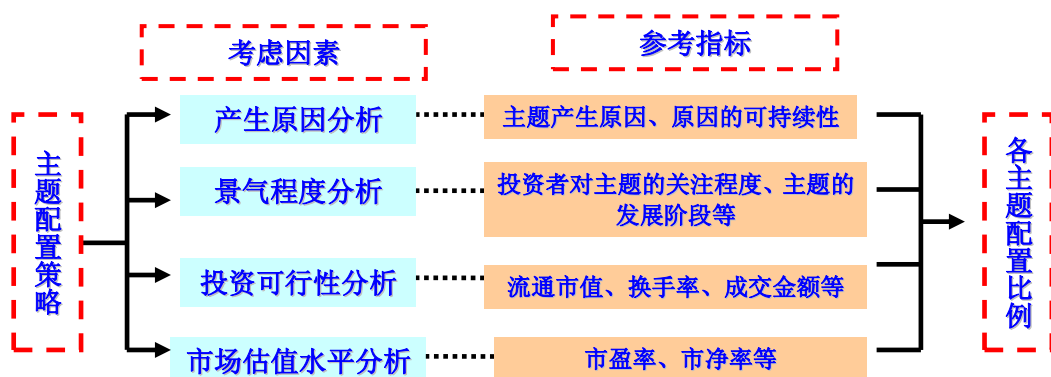 考虑因素
参考指标
主题配置策略
产生原因分析
主题产生原因、原因的可持续性
景气程度分析
投资者对主题的关注程度、主题的
发展阶段等
投资可行性分析
流通市值、换手率、成交金额等
市场估值水平分析
市盈率、市净率等
各主题配置比例